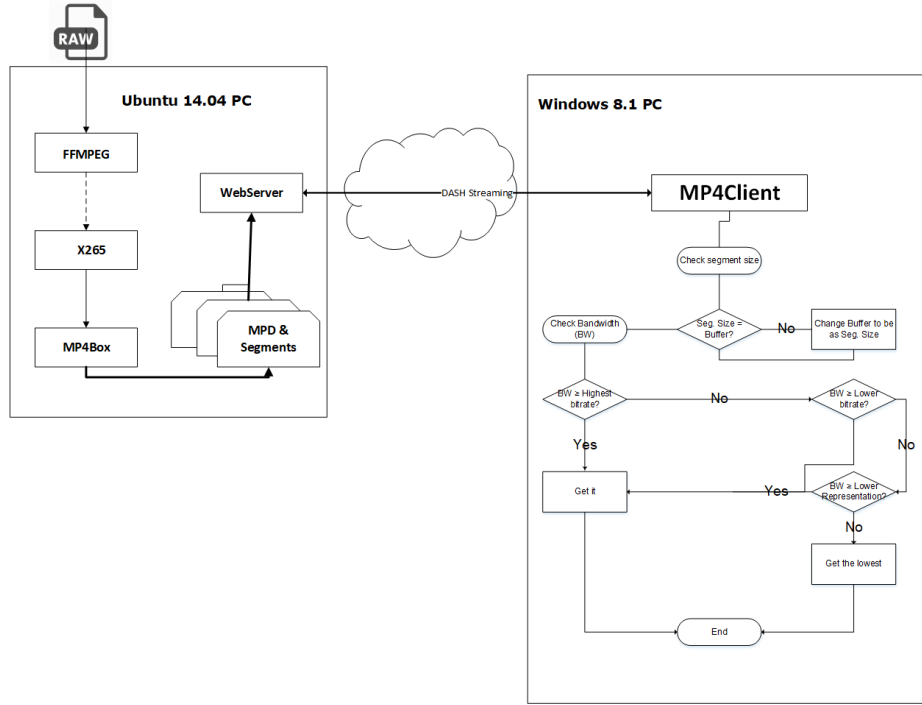 RAW
Ubuntu 14.04 PC
FFMPEG
X265
MP4Box
WebServer
MPD &
Segments
DASH Streaming
Windows 8.1 PC
MP4Client
Check segment size
Seg. Size =
Buffer?
No
Change Buffer to be
as Seg. Size
Check Bandwidth
(BW)
BW ≥ Highest
bitrate?
No
BW ≥ Lower
bitrate?
Yes
No
Get it
Yes
BW ≥ Lower
Representation?
No
Get the lowest
End